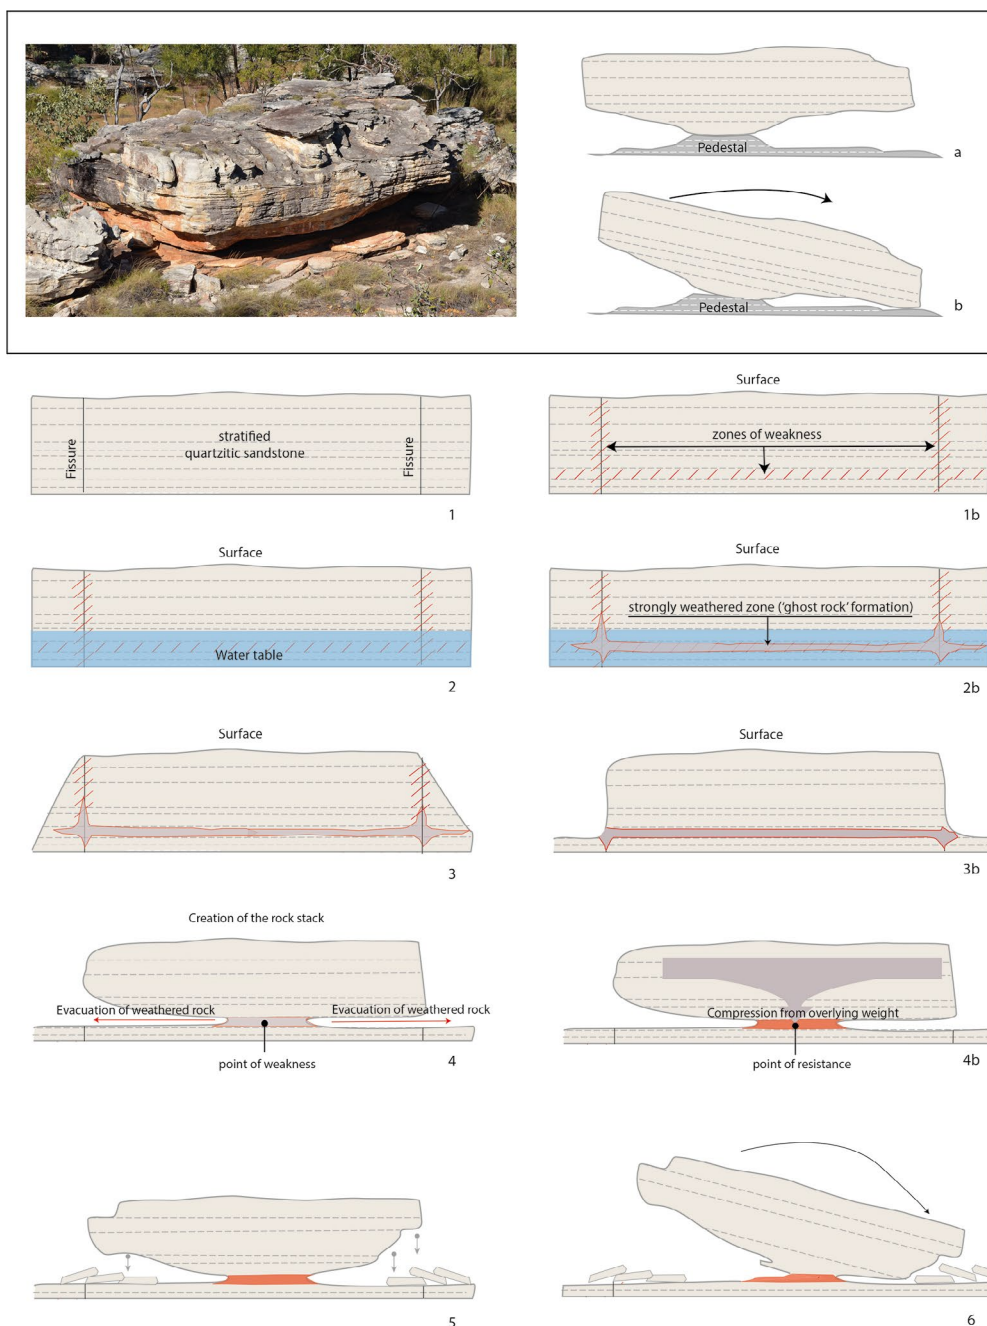 Pedestal
a
Pedestal
b
stratified
quartzitic sandstone
Fissure
Fissure
1
Surface
zones of weakness
1b
Surface
Water table
2
Surface
strongly weathered zone (‘ghost rock’ formation)
2b
Surface
3
Surface
3b
Creation of the rock stack
Evacuation of weathered rock
Evacuation of weathered rock
point of weakness
4
Compression from overlying weight
point of resistance
4b
5
6